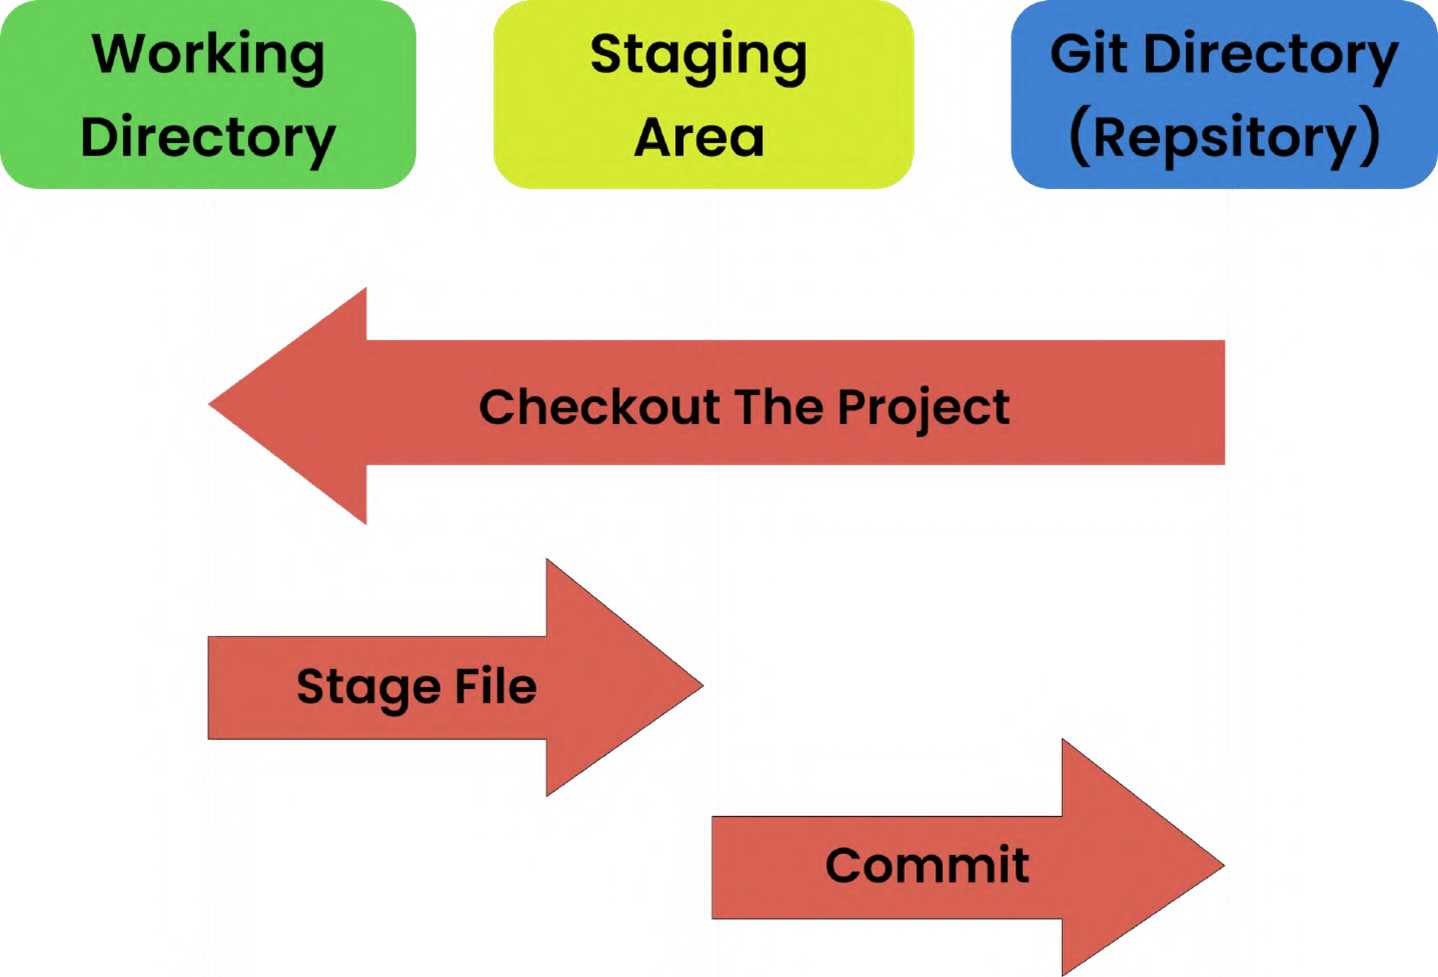 Working
Directory
Staging
Area
Git Directory
(Repsitory)
Checkout The Project
Stage File
Commit